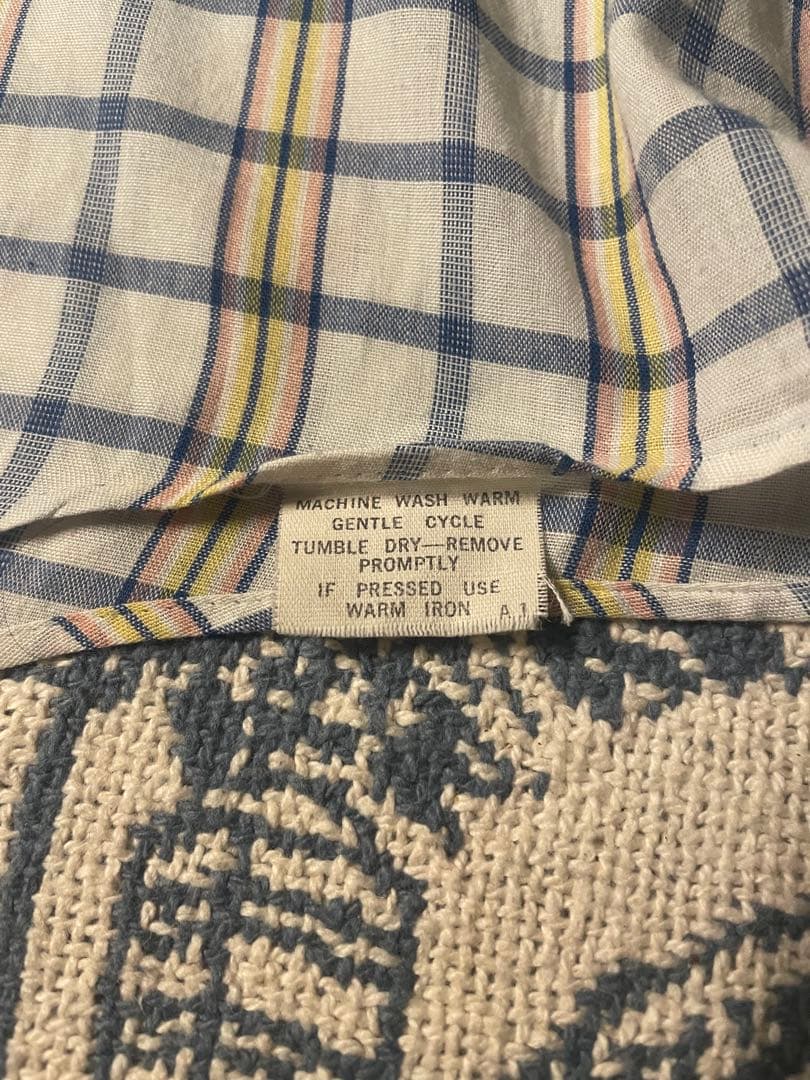 MACHINE WASH WARM
GENTLE CYCLE
TUMBLE DRY—REMOVE
PROMPTLY
IF PRESSED USE
WARM IRON A 1